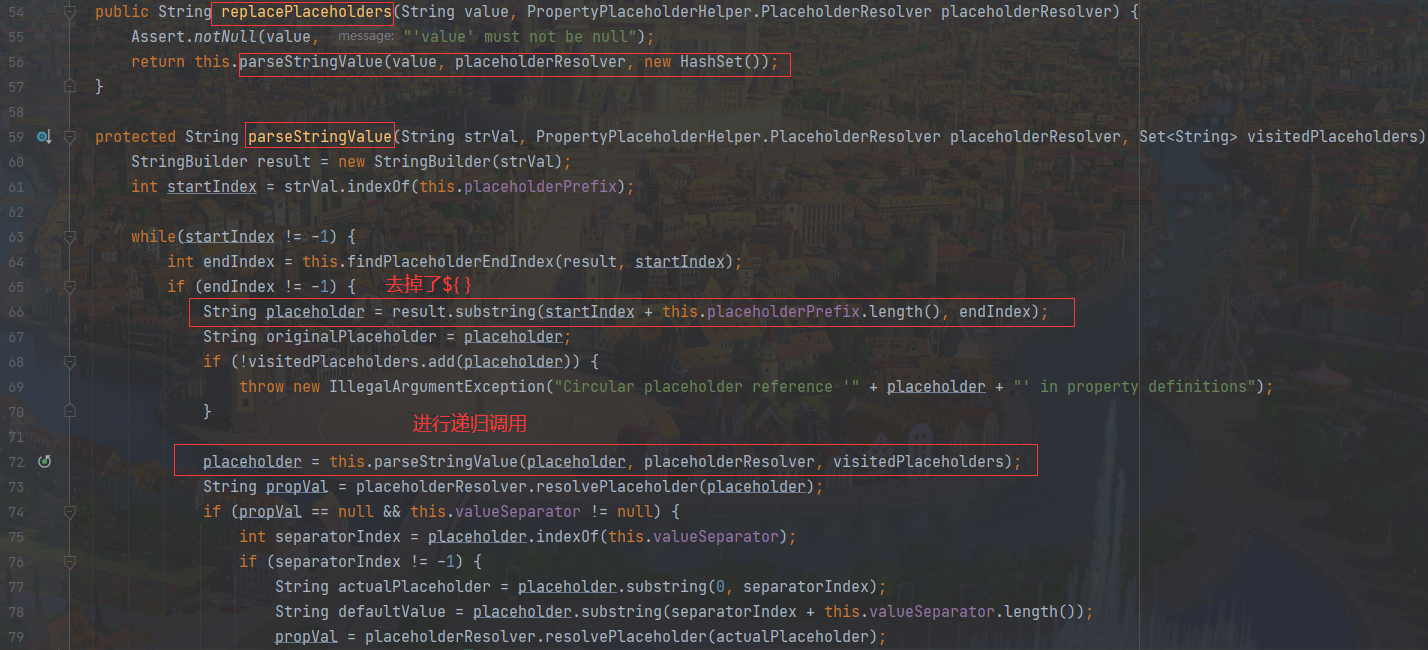 54 public String replacePlaceholders(String value, PropertyPlaceholderHelper.PlaceholderResolver placeholderResolver) {
55 Assert.notNull(value, message: "'value' must not be null");
56 return this.parseStringValue(value, placeholderResolver, new HashSet());
57 }
58
59 protected String parseStringValue(String strVal, PropertyPlaceholderHelper.PlaceholderResolver placeholderResolver, Set<String> visitedPlaceholders)
60 StringBuilder result = new StringBuilder(strVal);
61 int startIndex = strVal.indexOf(this.placeholderPrefix);
62
63 while(startIndex != -1) {
64 int endIndex = this.findPlaceholderEndIndex(result, startIndex);
65 if (endIndex != -1) { 去掉了${}
66 String placeholder = result.substring(startIndex + this.placeholderPrefix.length(), endIndex);
67 String originalPlaceholder = placeholder;
68 if (!visitedPlaceholders.add(placeholder)) {
69 throw new IllegalArgumentException("Circular placeholder reference '" + placeholder + "' in property definitions");
70 }
进行递归调用
71
72 placeholder = this.parseStringValue(placeholder, placeholderResolver, visitedPlaceholders);
73 String propVal = placeholderResolver.resolvePlaceholder(placeholder);
74 if (propVal == null && this.valueSeparator != null) {
75 int separatorIndex = placeholder.indexOf(this.valueSeparator);
76 if (separatorIndex != -1) {
77 String actualPlaceholder = placeholder.substring(0, separatorIndex);
78 String defaultValue = placeholder.substring(separatorIndex + this.valueSeparator.length());
79 propVal = placeholderResolver.resolvePlaceholder(actualPlaceholder);